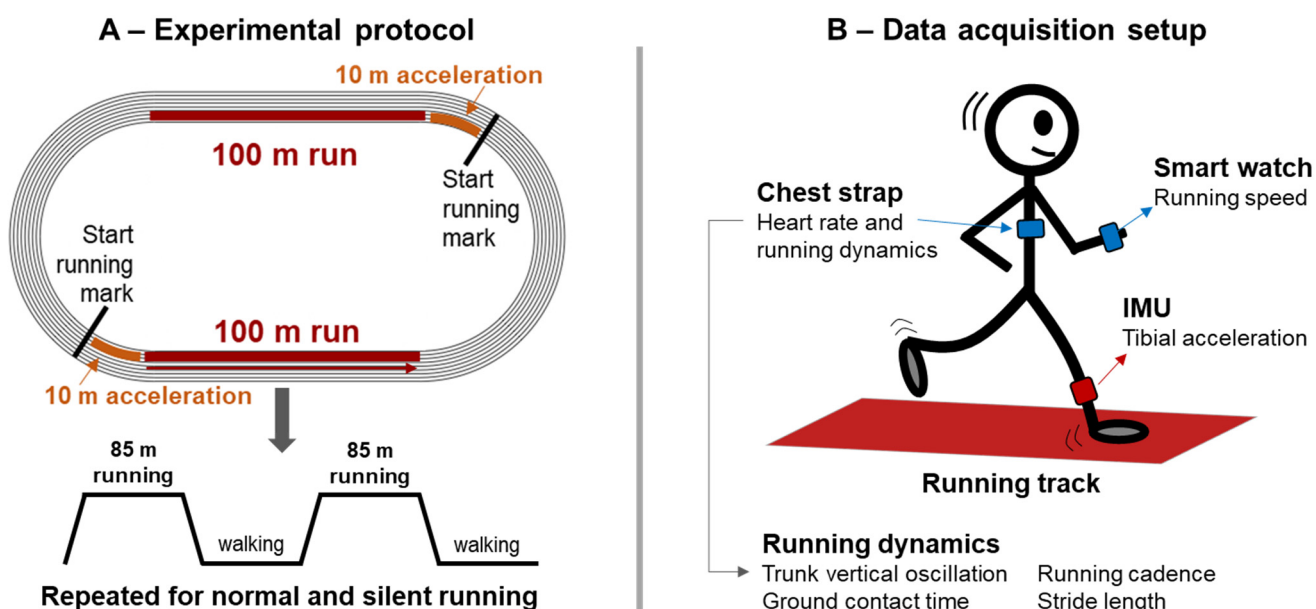 A – Experimental protocol
10 m acceleration
100 m run
Start
running
mark
Start
running
mark
100 m run
10 m acceleration
85 m
running
85 m
running
walking
walking
Repeated for normal and silent running
B – Data acquisition setup
Smart watch
Running speed
Chest strap
Heart rate and
running dynamics
IMU
Tibial acceleration
Running track
Running dynamics
Trunk vertical oscillation
Running cadence
Ground contact time
Stride length